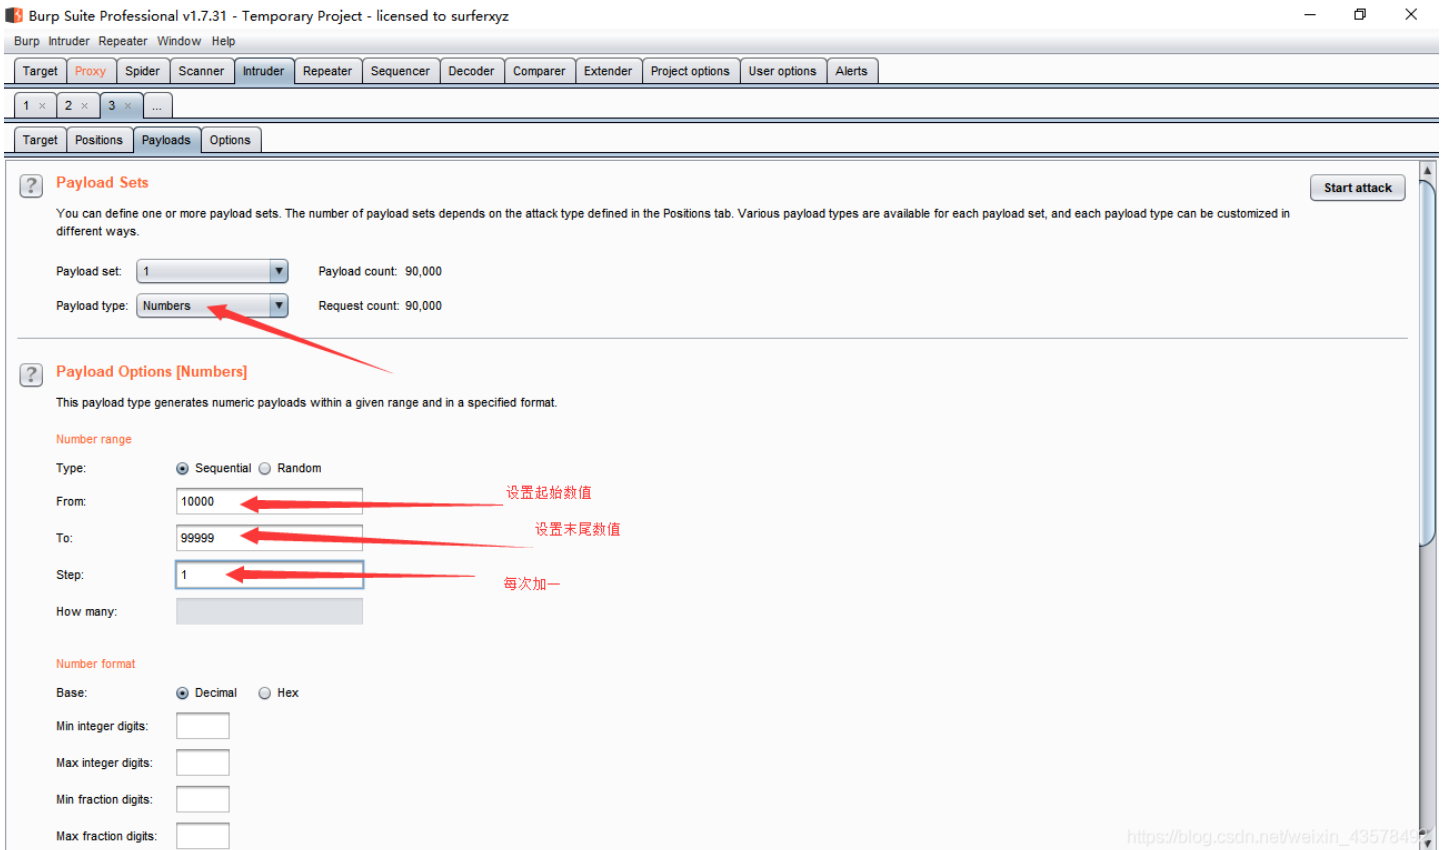 Burp Suite Professional v1.7.31 - Temporary Project - licensed to surferxyz
Burp Intruder Repeater Window Help
Target Proxy Spider Scanner Intruder Repeater Sequencer Decoder Comparer Extender Project options User options Alerts
1 × 2 × 3 × ...
Target Positions Payloads Options
? Payload Sets
Start attack
You can define one or more payload sets. The number of payload sets depends on the attack type defined in the Positions tab. Various payload types are available for each payload set, and each payload type can be customized in
different ways.
Payload set: 1 Payload count: 90,000
Payload type: Numbers Request count: 90,000
? Payload Options [Numbers]
This payload type generates numeric payloads within a given range and in a specified format.
Number range
Type: Sequential Random
From: 10000 设置起始数值
To: 99999 设置末尾数值
Step: 1 每次加一
How many:
Number format
Base: Decimal Hex
Min integer digits:
Max integer digits:
Min fraction digits:
Max fraction digits: